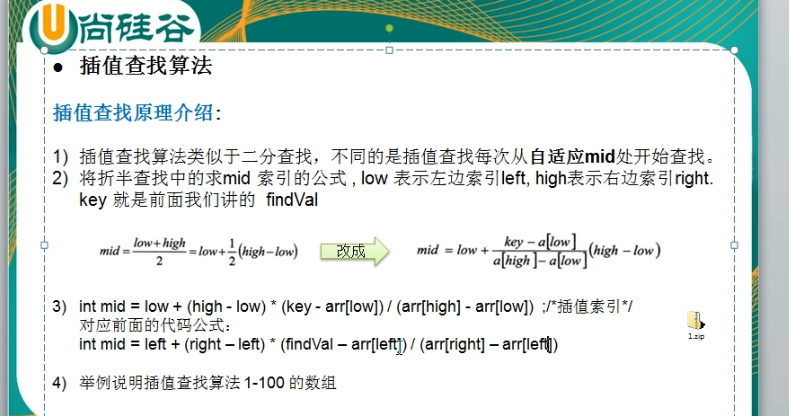 尚硅谷
● 插值查找算法
插值查找原理介绍:
1) 插值查找算法类似于二分查找，不同的是插值查找每次从自适应mid处开始查找。
2) 将折半查找中的求mid 索引的公式 , low 表示左边索引left, high表示右边索引right.
key 就是前面我们讲的 findVal
mid = (low+high)/2 = low + 1/2(high−low) 改成 mid = low + (key − a[low])/(a[high] − a[low])(high − low)
3) int mid = low + (high - low) * (key - arr[low]) / (arr[high] - arr[low]) ;/*插值索引*/
对应前面的代码公式：
int mid = left + (right – left) * (findVal – arr[left]) / (arr[right] – arr[left])
4) 举例说明插值查找算法 1-100 的数组
1.zip